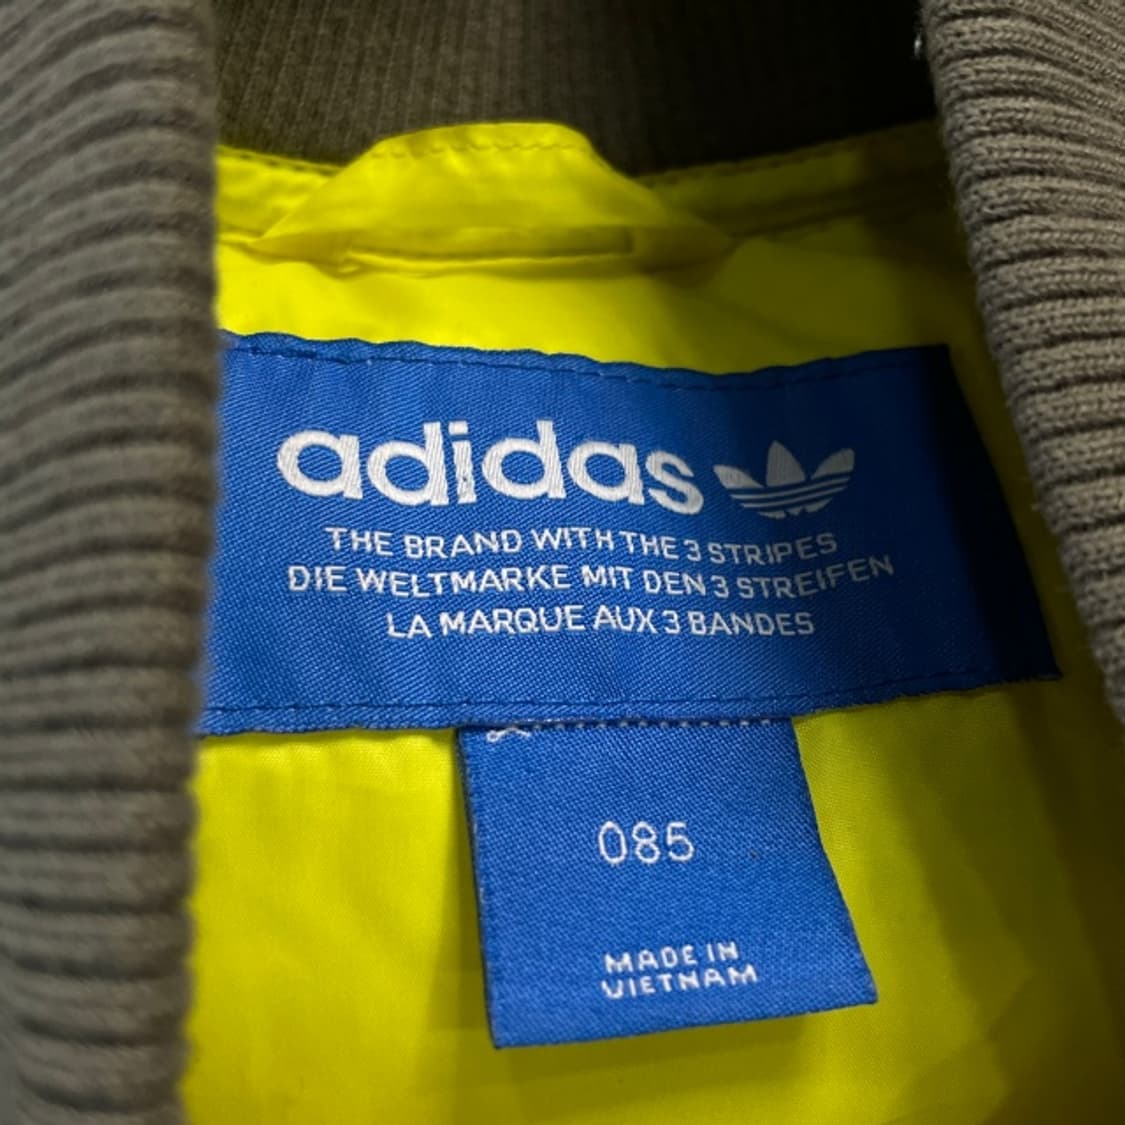 adidas
THE BRAND WITH THE 3 STRIPES
DIE WELTMARKE MIT DEN 3 STREIFEN
LA MARQUE AUX 3 BANDES
085
MADE IN
VIETNAM